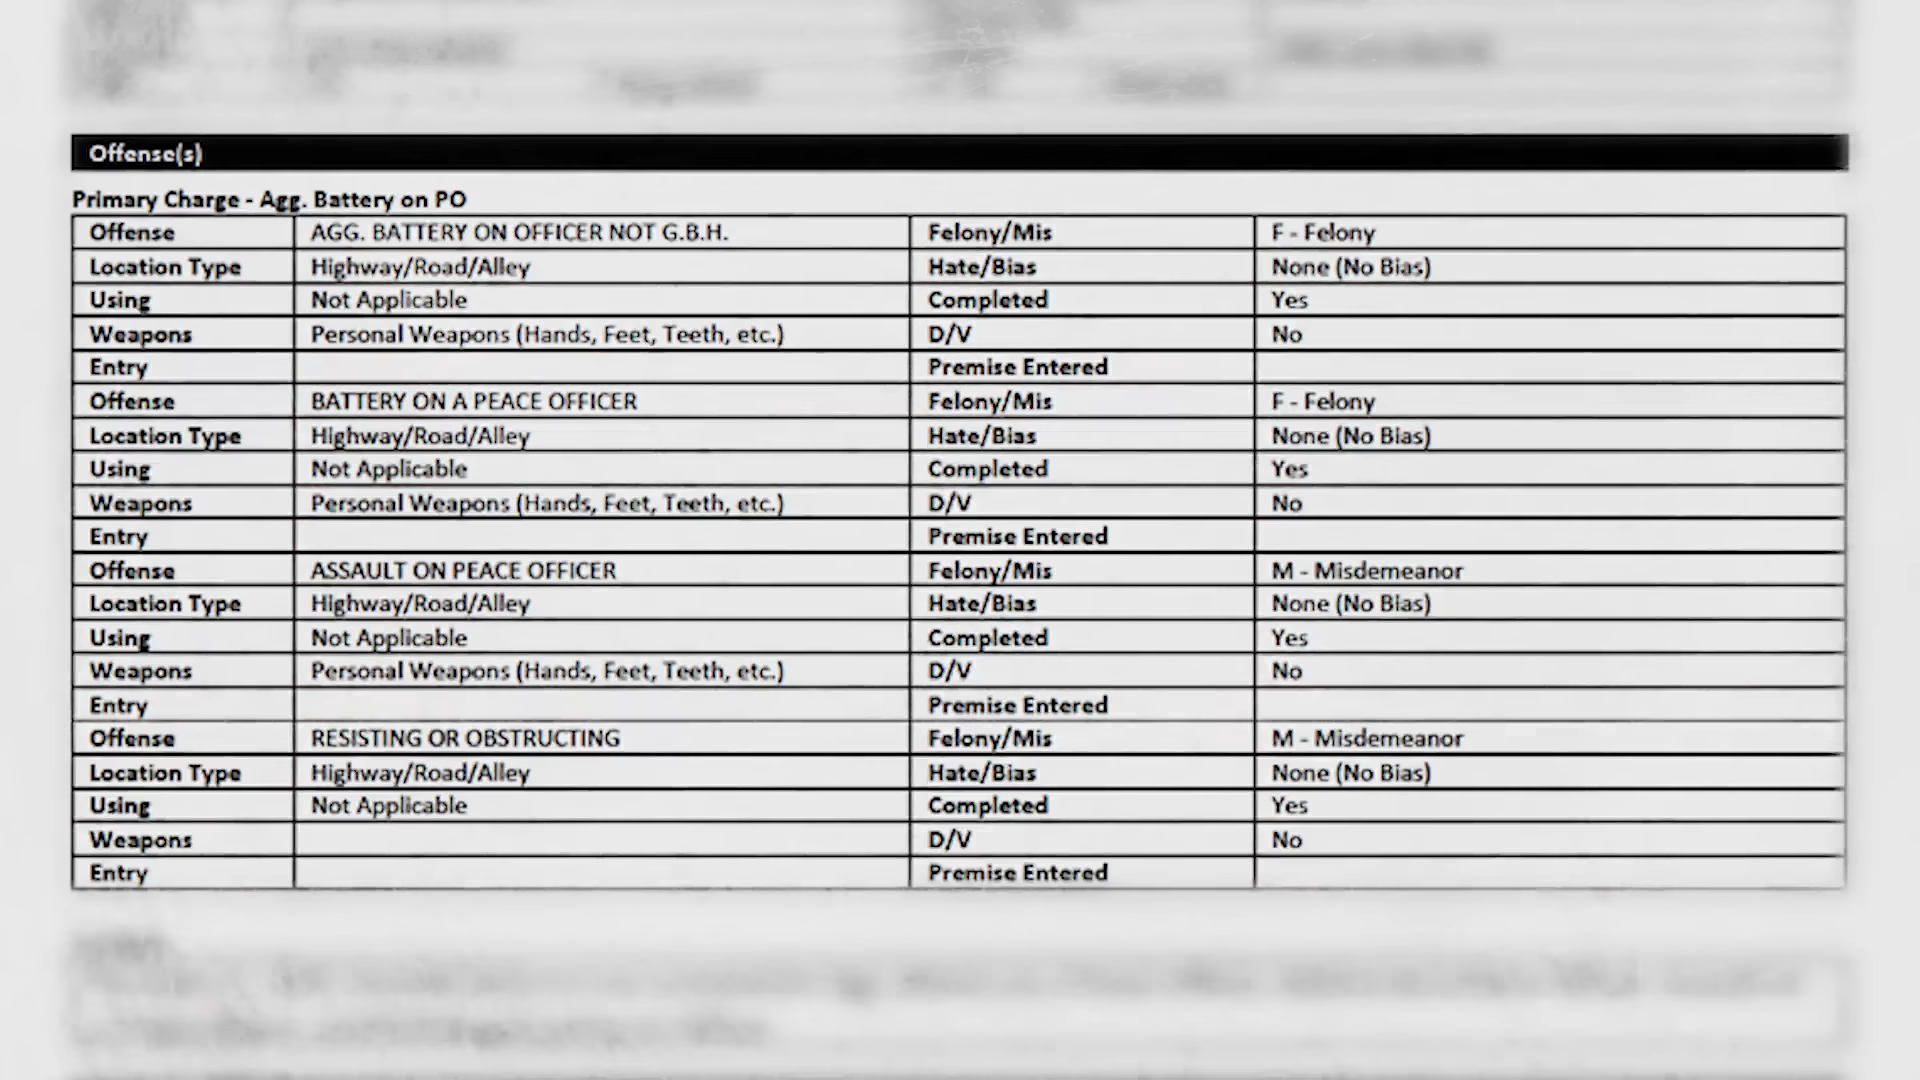 Offense(s)
Primary Charge - Agg. Battery on PO
Offense AGG. BATTERY ON OFFICER NOT G.B.H. Felony/Mis F - Felony
Location Type Highway/Road/Alley Hate/Bias None (No Bias)
Using Not Applicable Completed Yes
Weapons Personal Weapons (Hands, Feet, Teeth, etc.) D/V No
Entry Premise Entered
Offense BATTERY ON A PEACE OFFICER Felony/Mis F - Felony
Location Type Highway/Road/Alley Hate/Bias None (No Bias)
Using Not Applicable Completed Yes
Weapons Personal Weapons (Hands, Feet, Teeth, etc.) D/V No
Entry Premise Entered
Offense ASSAULT ON PEACE OFFICER Felony/Mis M - Misdemeanor
Location Type Highway/Road/Alley Hate/Bias None (No Bias)
Using Not Applicable Completed Yes
Weapons Personal Weapons (Hands, Feet, Teeth, etc.) D/V No
Entry Premise Entered
Offense RESISTING OR OBSTRUCTING Felony/Mis M - Misdemeanor
Location Type Highway/Road/Alley Hate/Bias None (No Bias)
Using Not Applicable Completed Yes
Weapons D/V No
Entry Premise Entered